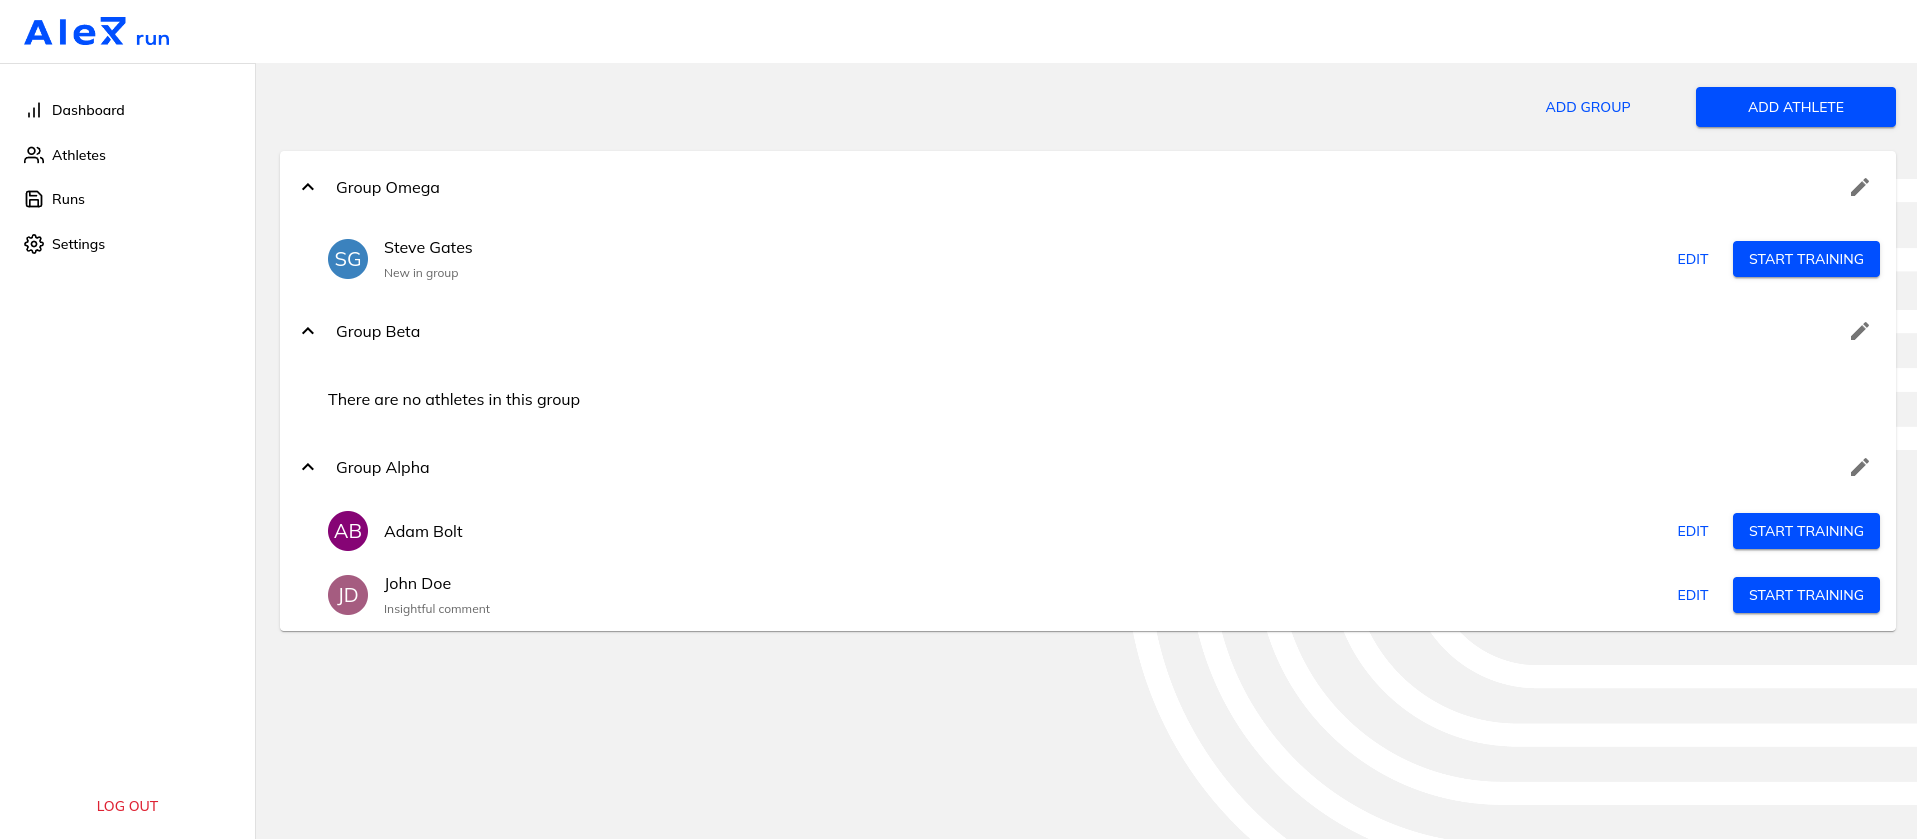 Alex run
Dashboard
Athletes
Runs
Settings
LOG OUT
ADD GROUP
ADD ATHLETE
Group Omega
SG
Steve Gates
New in group
EDIT
START TRAINING
Group Beta
There are no athletes in this group
Group Alpha
AB
Adam Bolt
EDIT
START TRAINING
JD
John Doe
Insightful comment
EDIT
START TRAINING